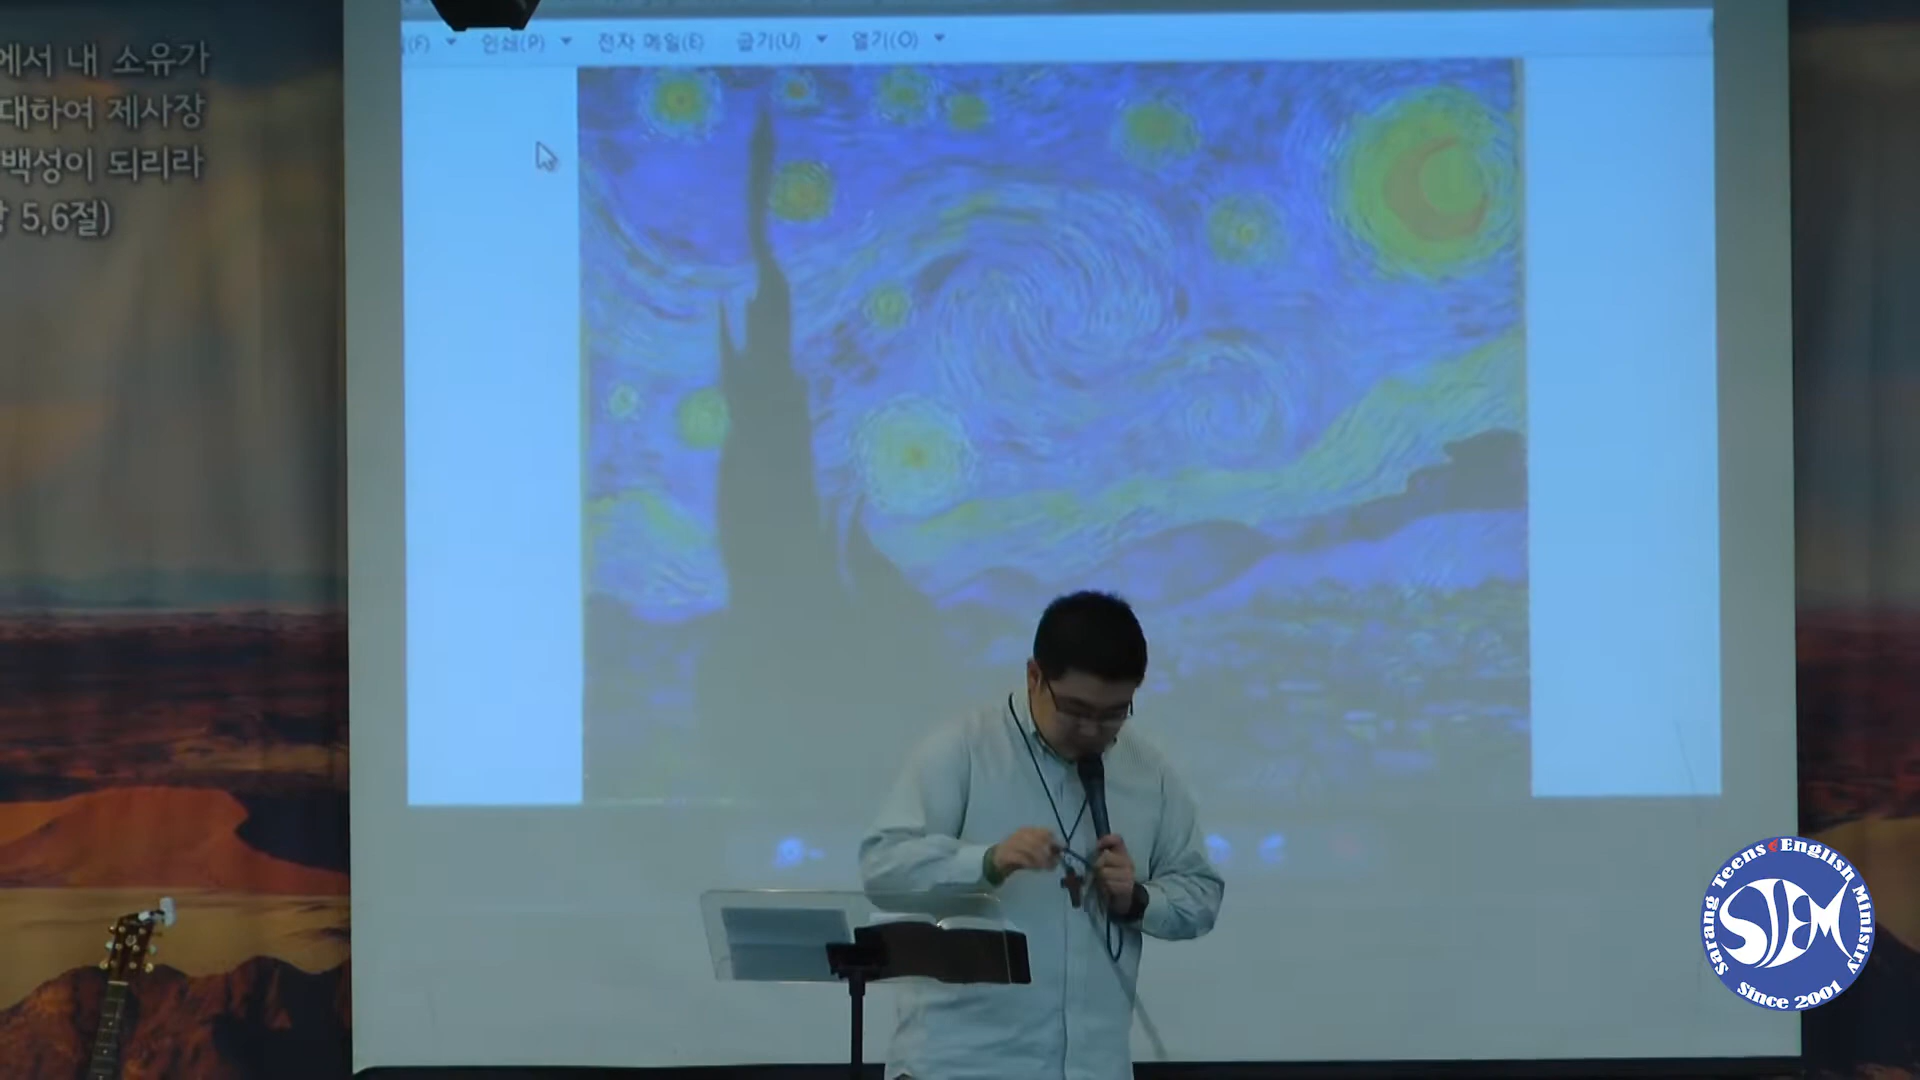 에서 내 소유가
대하여 제사장
백성이 되리라
5,6절)
(F) 인쇄(P) 전자 메일(E) 굽기(U) 열기(O)
Sarang Teens English Ministry
STEM
Since 2001